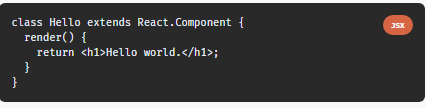 class Hello extends React.Component {
JSX
  render() {
    return <h1>Hello world.</h1>;
  }
}